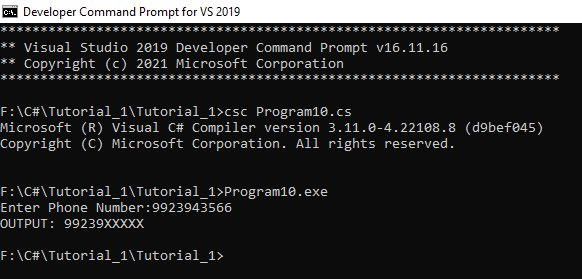 Developer Command Prompt for VS 2019
**********************************************************************
** Visual Studio 2019 Developer Command Prompt v16.11.16
** Copyright (c) 2021 Microsoft Corporation
**********************************************************************
F:\C#\Tutorial_1\Tutorial_1>csc Program10.cs
Microsoft (R) Visual C# Compiler version 3.11.0-4.22108.8 (d9bef045)
Copyright (C) Microsoft Corporation. All rights reserved.
F:\C#\Tutorial_1\Tutorial_1>Program10.exe
Enter Phone Number:9923943566
OUTPUT: 99239XXXXX
F:\C#\Tutorial_1\Tutorial_1>